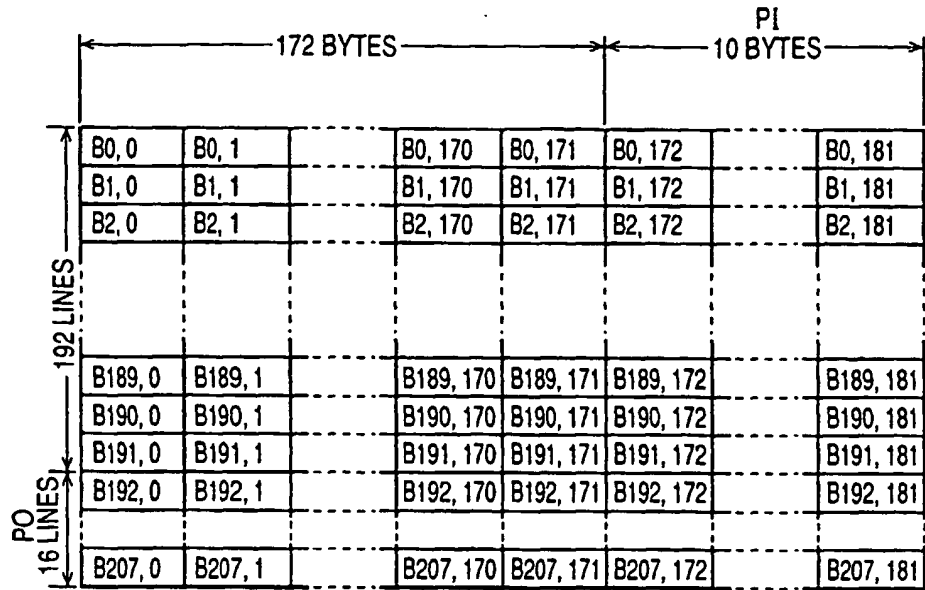 PI
172 BYTES 10 BYTES
B0, 0 B0, 1 B0, 170 B0, 171 B0, 172 B0, 181
B1, 0 B1, 1 B1, 170 B1, 171 B1, 172 B1, 181
B2, 0 B2, 1 B2, 170 B2, 171 B2, 172 B2, 181
192 LINES
B189, 0 B189, 1 B189, 170 B189, 171 B189, 172 B189, 181
B190, 0 B190, 1 B190, 170 B190, 171 B190, 172 B190, 181
B191, 0 B191, 1 B191, 170 B191, 171 B191, 172 B191, 181
PO
16 LINES
B192, 0 B192, 1 B192, 170 B192, 171 B192, 172 B192, 181
B207, 0 B207, 1 B207, 170 B207, 171 B207, 172 B207, 181